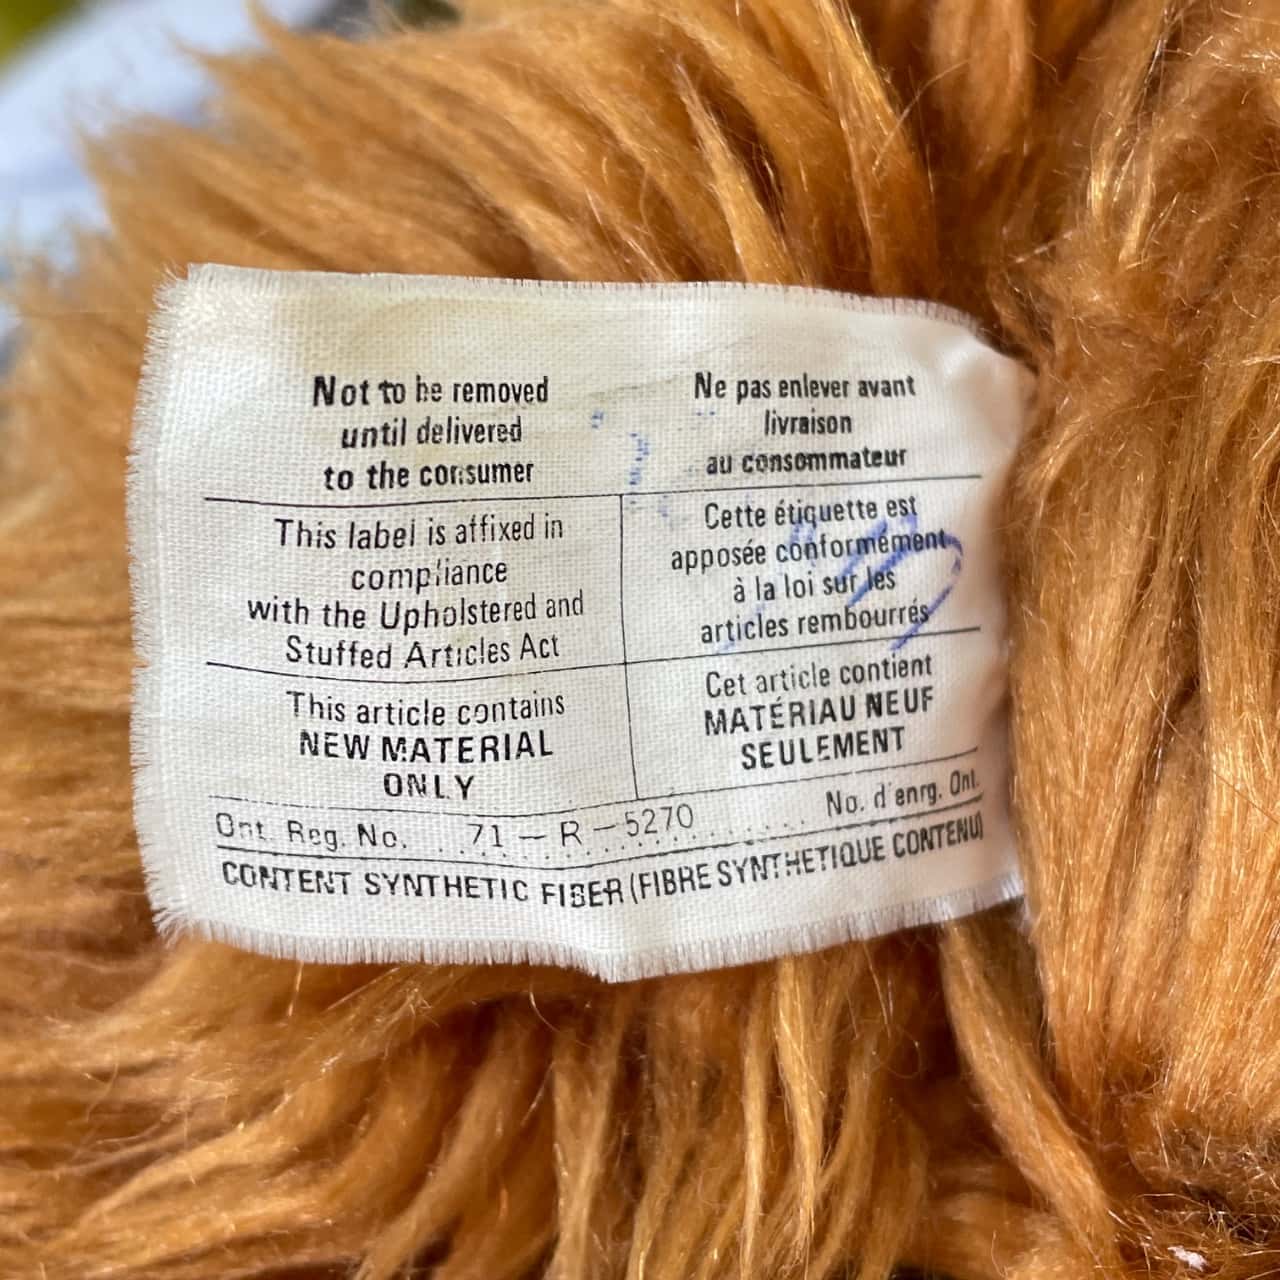 Not to be removed
until delivered
to the consumer
Ne pas enlever avant
livraison
au consommateur
This label is affixed in
compliance
with the Upholstered and
Stuffed Articles Act
Cette étiquette est
apposée conformément
à la loi sur les
articles rembourrés
This article contains
NEW MATERIAL
ONLY
Cet article contient
MATÉRIAU NEUF
SEULEMENT
Ont. Reg. No. 71 – R – 5270 No. d'enrg. Ont.
CONTENT SYNTHETIC FIBER (FIBRE SYNTHETIQUE CONTENU)